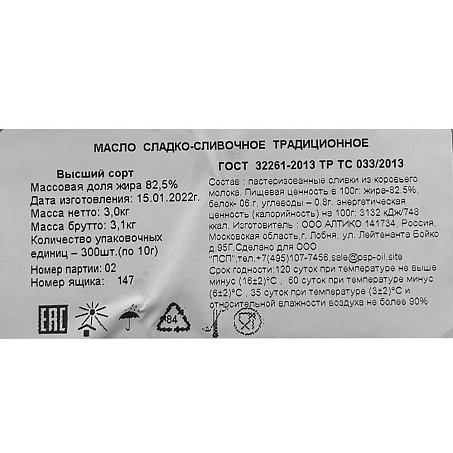 МАСЛО СЛАДКО-СЛИВОЧНОЕ ТРАДИЦИОННОЕ
Высший сорт
Массовая доля жира 82,5%
Дата изготовления: 15.01.2022г.
Масса нетто: 3,0кг
Масса брутто: 3,1кг
Количество упаковочных
единиц – 300шт.(по 10г)
Номер партии: 02
Номер ящика: 147
EAC
84
ГОСТ 32261-2013 ТР ТС 033/2013
Состав : пастеризованные сливки из коровьего
молока. Пищевая ценность в 100г: жира-82.5%,
белок- 06.г, углеводы – 0.8г. энергетическая
ценность (калорийность) на 100г: 3132 кДж/743
ккал. Изготовитель : ООО АЛТИКО 141734, Россия
Московская область,г. Лобня, ул. Лейтенанта Бойко
д.95Г.Сделано для ООО
"ПСП",тел.+7(495)107-7456,sale@psp-oil.site
Срок годности:120 суток при температуре не выше
минус (16±2)°С , 60 суток при температуре минус
(6±2)°С , 35 суток при температуре (3±2)°С и
относительной влажности воздуха не более 90%